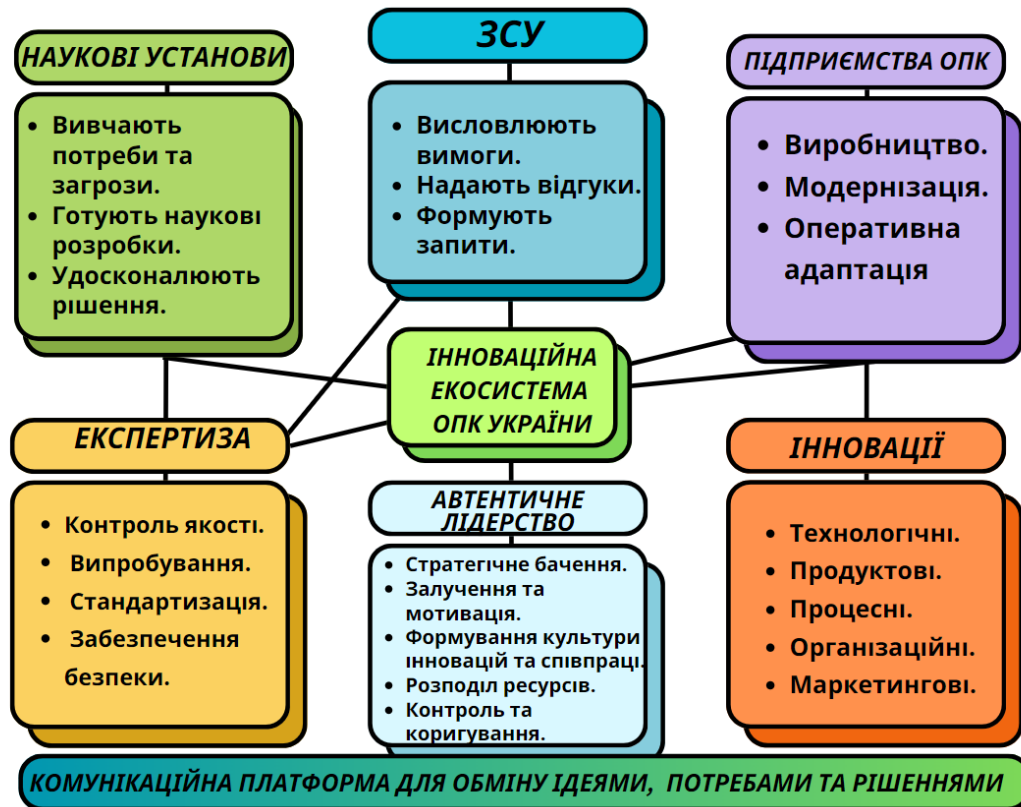 НАУКОВІ УСТАНОВИ
• Вивчають
потреби та
загрози.
• Готують наукові
розробки.
• Удосконалюють
рішення.
ЗСУ
• Висловлюють
вимоги.
• Надають відгуки.
• Формують
запити.
ПІДПРИЄМСТВА ОПК
• Виробництво.
• Модернізація.
• Оперативна
адаптація
ІННОВАЦІЙНА
ЕКОСИСТЕМА
ОПК УКРАЇНИ
ЕКСПЕРТИЗА
• Контроль якості.
• Випробування.
• Стандартизація.
• Забезпечення
безпеки.
АВТЕНТИЧНЕ
ЛІДЕРСТВО
• Стратегічне бачення.
• Залучення та
мотивація.
• Формування культури
інновацій та співпраці.
• Розподіл ресурсів.
• Контроль та
коригування.
ІННОВАЦІЇ
• Технологічні.
• Продуктові.
• Процесні.
• Організаційні.
• Маркетингові.
КОМУНІКАЦІЙНА ПЛАТФОРМА ДЛЯ ОБМІНУ ІДЕЯМИ, ПОТРЕБАМИ ТА РІШЕННЯМИ